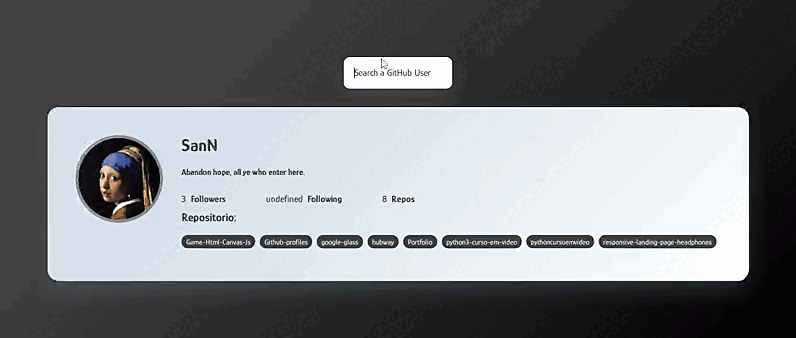 Search a GitHub User
SanN
Abandon hope, all ye who enter here.
3 Followers undefined Following 8 Repos
Repositorio:
Game-Html-Canvas-Js Github-profiles google-glass hubway Portfolio python3-curso-em-video pythoncursoemvideo responsive-landing-page-headphones